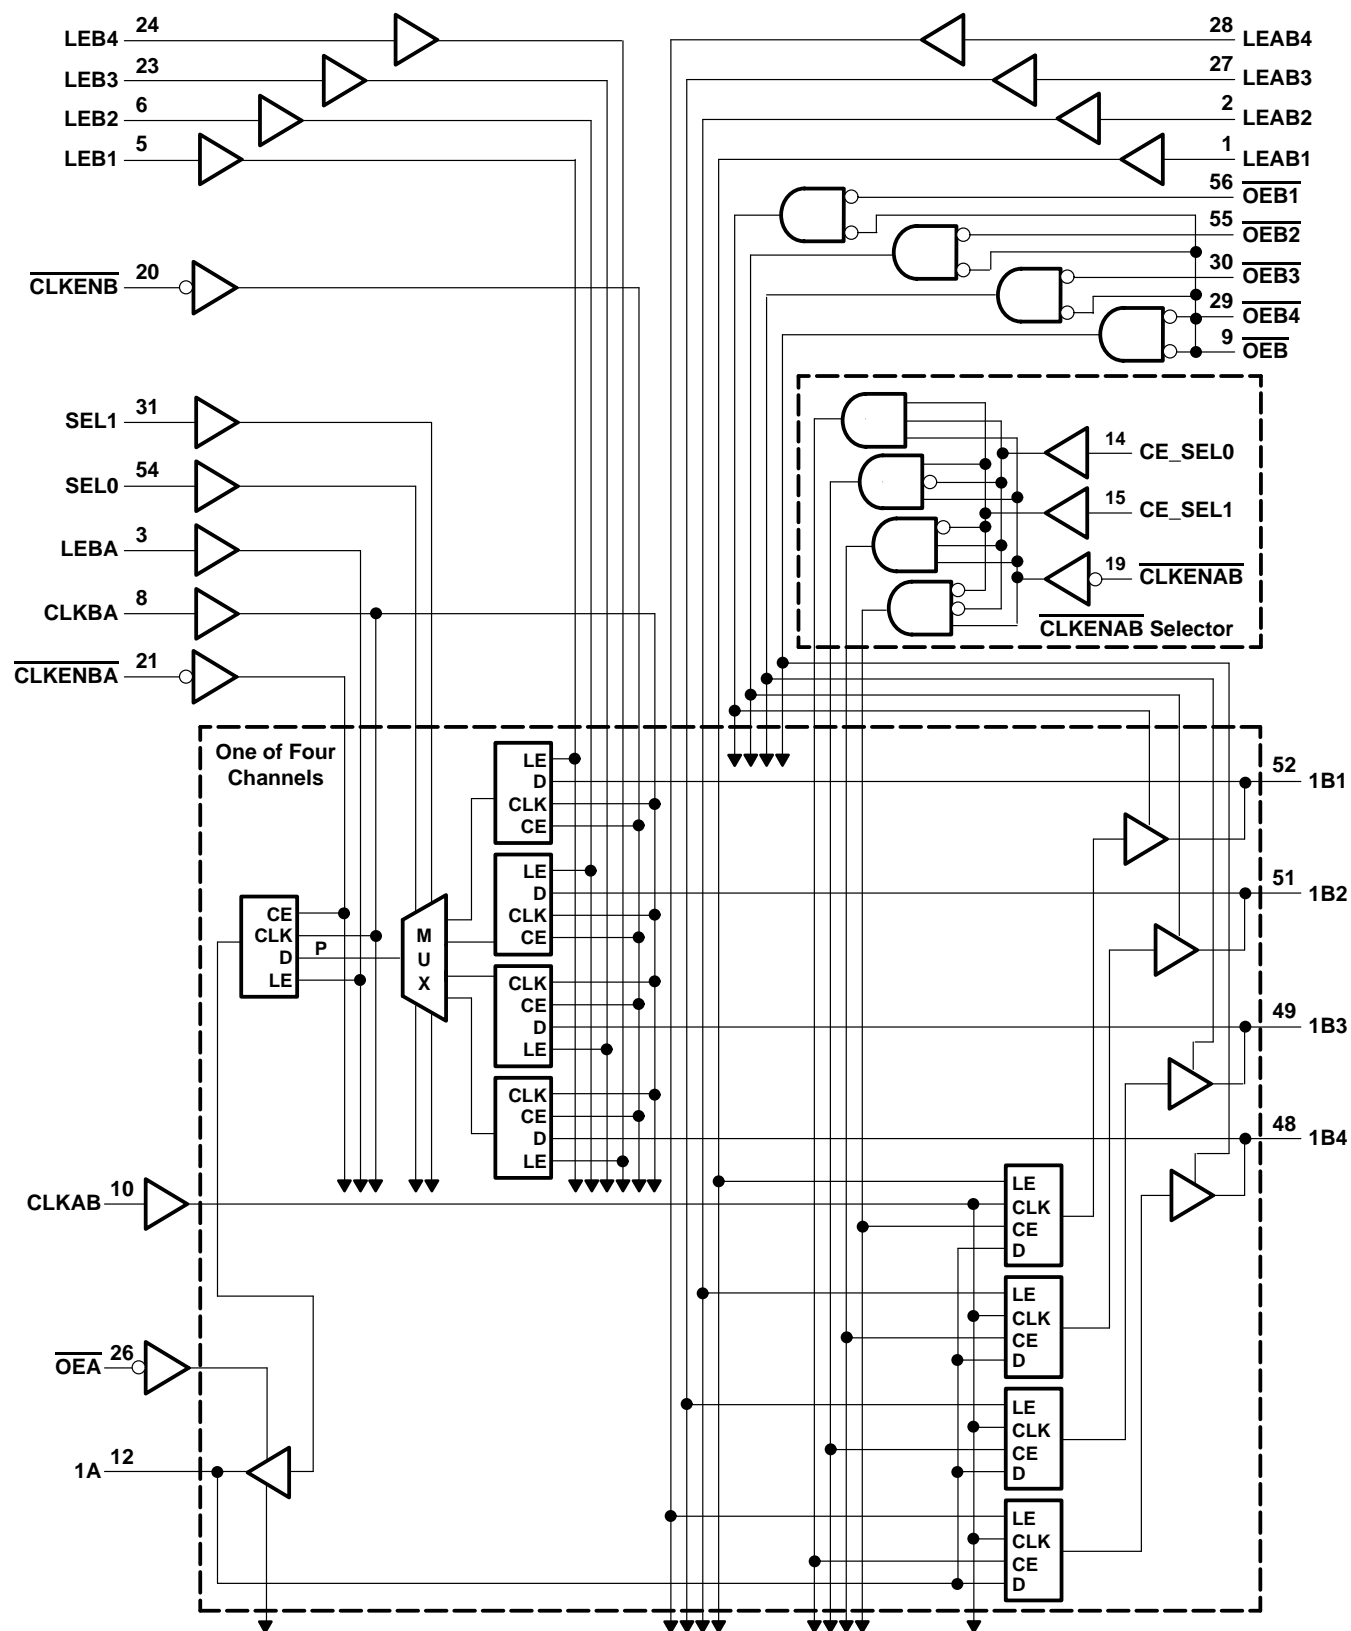 LEB4 24
LEB3 23
LEB2 6
LEB1 5
28 LEAB4
27 LEAB3
2 LEAB2
1 LEAB1
56 OEB1
55 OEB2
30 OEB3
29 OEB4
9 OEB
CLKENB 20
SEL1 31
SEL0 54
LEBA 3
CLKBA 8
CLKENBA 21
14 CE_SEL0
15 CE_SEL1
19 CLKENAB
CLKENAB Selector
One of Four
Channels
LE
D
CLK
CE
52 1B1
LE
D
CLK
CE
51 1B2
CE
CLK
D
LE
P
M
U
X
CLK
CE
D
LE
49 1B3
CLK
CE
D
LE
48 1B4
CLKAB 10
LE
CLK
CE
D
LE
CLK
CE
D
OEA 26
LE
CLK
CE
D
1A 12
LE
CLK
CE
D